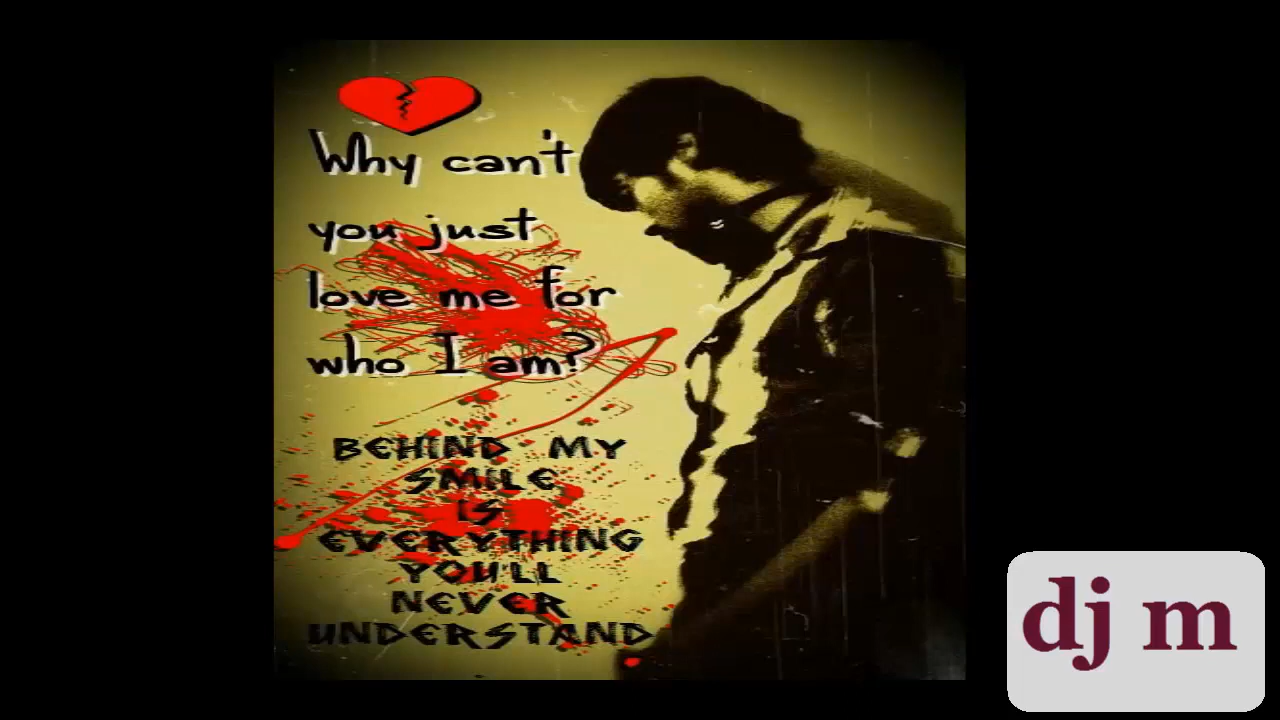 Why can't
you just
love me for
who I am?
BEHIND MY
SMILE
IS
EVERYTHING
YOU'LL
NEVER
UNDERSTAND
dj m